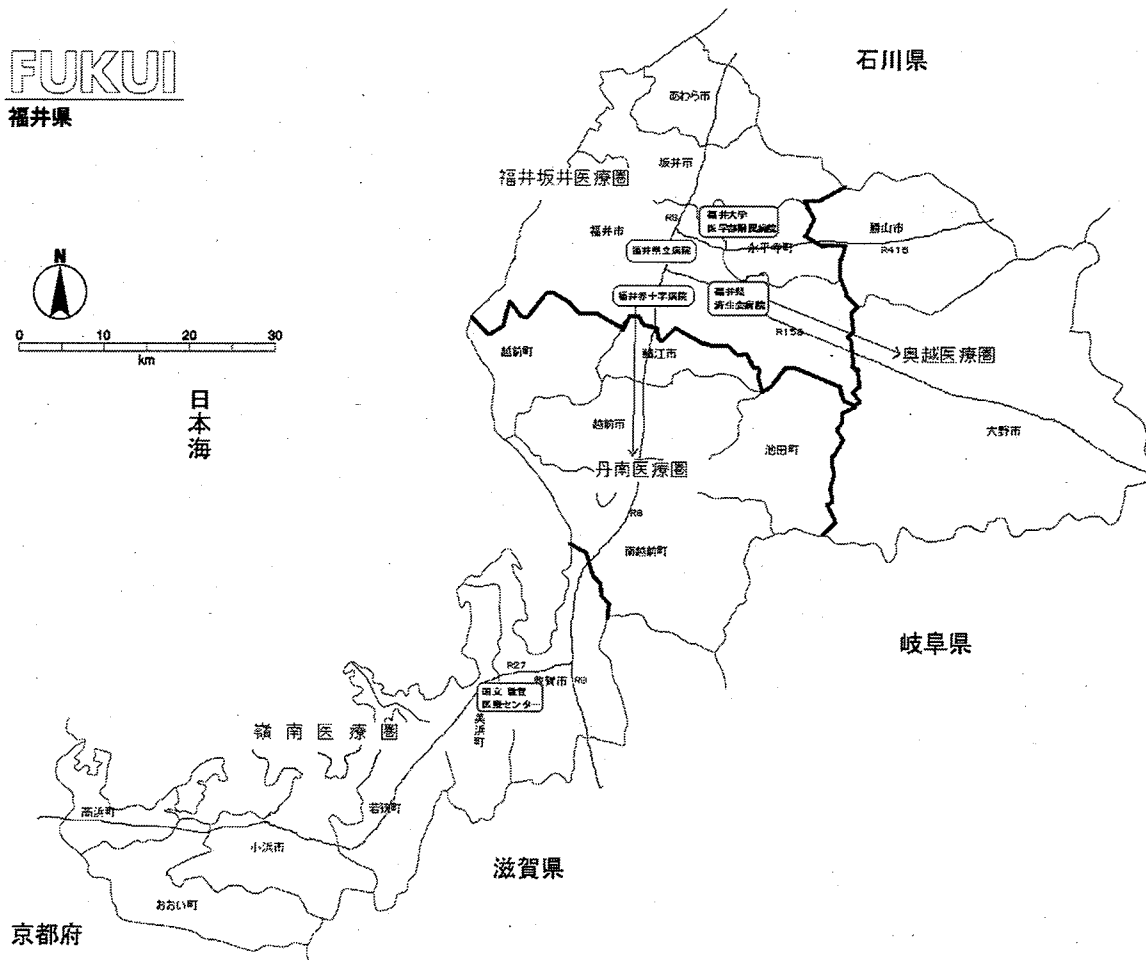 FUKUI
福井県
石川県
あわら市
坂井市
福井坂井医療圏
福井大学
医学部附属病院
福井市
勝山市
永平寺町
R416
福井県立病院
N
福井赤十字病院
福井県
済生会病院
0 10 20 30
km
越前町
鯖江市
R158
奥越医療圏
日本海
越前市
池田町
大野市
丹南医療圏
R8
南越前町
岐阜県
R27
敦賀市
国立 敦賀
医療センター
美浜町
嶺南医療圏
若狭町
高浜町
小浜市
滋賀県
おおい町
京都府